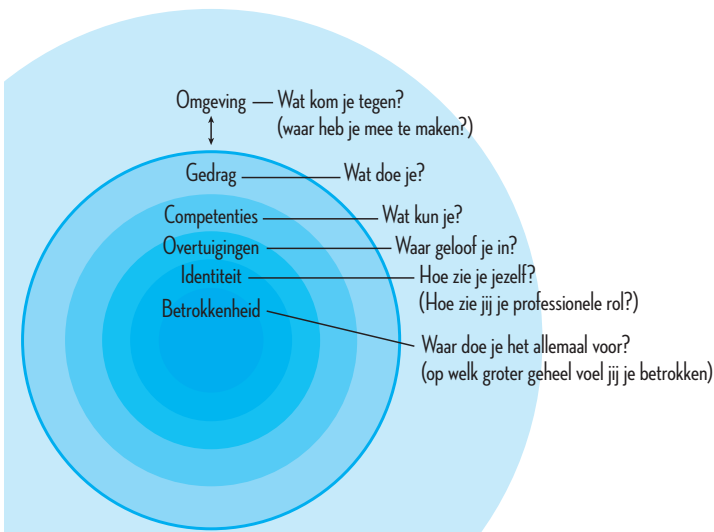 Omgeving — Wat kom je tegen?
(waar heb je mee te maken?)
Gedrag Wat doe je?
Competenties Wat kun je?
Overtuigingen Waar geloof je in?
Identiteit Hoe zie je jezelf?
(Hoe zie jij je professionele rol?)
Betrokkenheid
Waar doe je het allemaal voor?
(op welk groter geheel voel jij je betrokken)